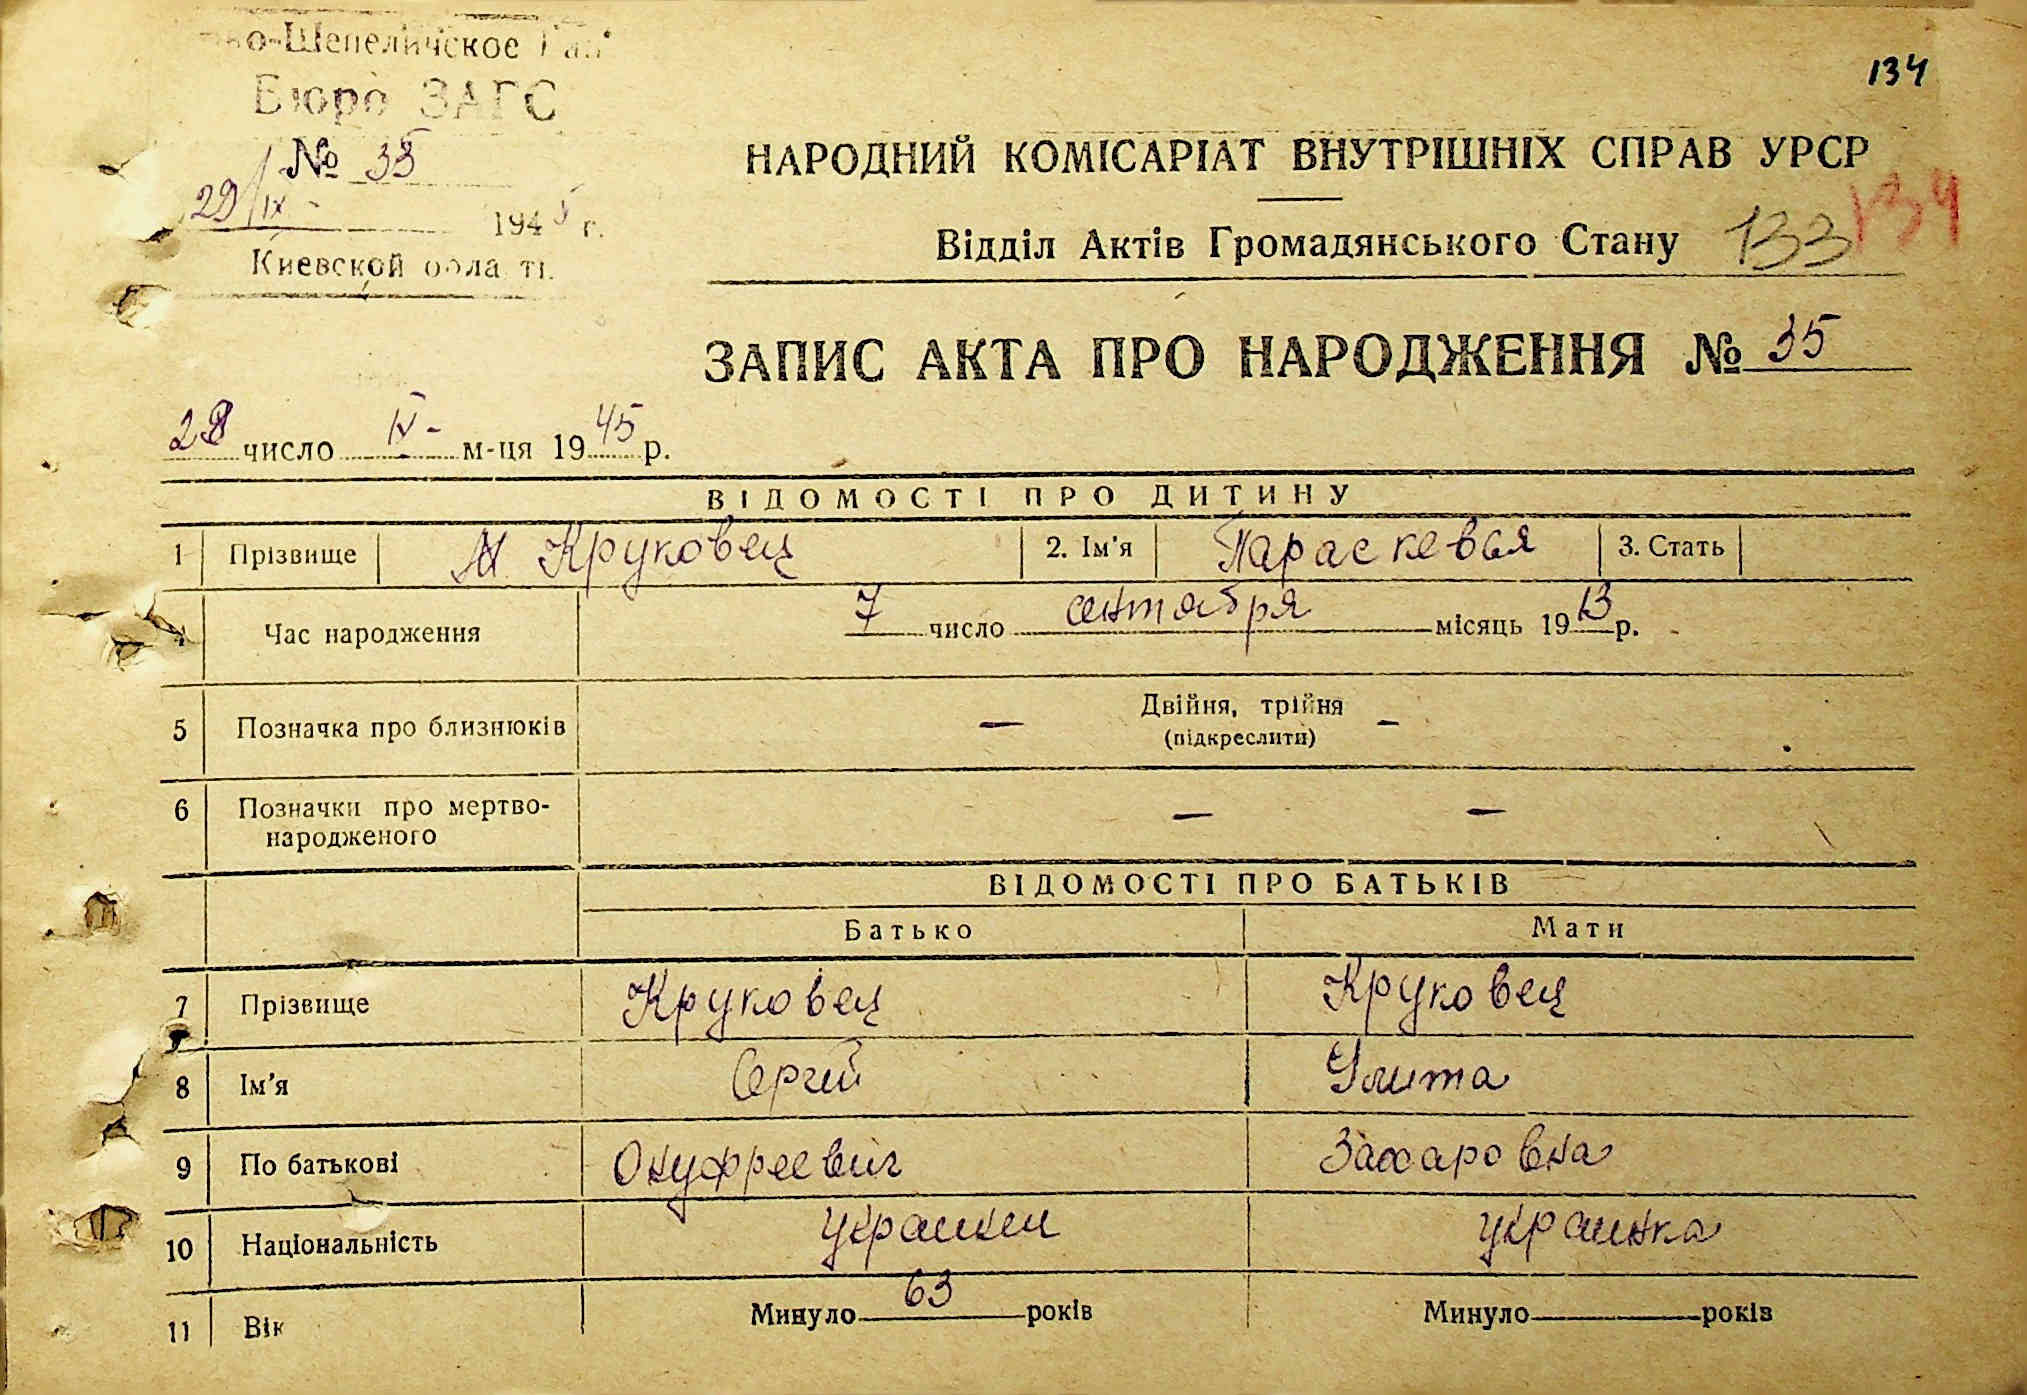 134
но-Шепеличское
Бюро ЗАГС
№ 35
29/IX - 1945 г.
Киевской области.
НАРОДНИЙ КОМІСАРІАТ ВНУТРІШНІХ СПРАВ УРСР
Відділ Актів Громадянського Стану 133 134
ЗАПИС АКТА ПРО НАРОДЖЕННЯ № 35
28 число IV - м-ця 1945 р.
ВІДОМОСТІ ПРО ДИТИНУ
1 Прізвище Круковец 2. Ім'я Параскевья 3. Стать
4 Час народження 7 число сентября місяць 1913 р.
5 Позначка про близнюків — Двійня, трійня —
(підкреслити)
6 Позначки про мертво- — —
народженого
ВІДОМОСТІ ПРО БАТЬКІВ
Батько Мати
7 Прізвище Круковец Круковец
8 Ім'я Сергій Улита
9 По батькові Онуфреевич Захаровна
10 Національність украинец украинка
11 Вік Минуло 63 років Минуло років